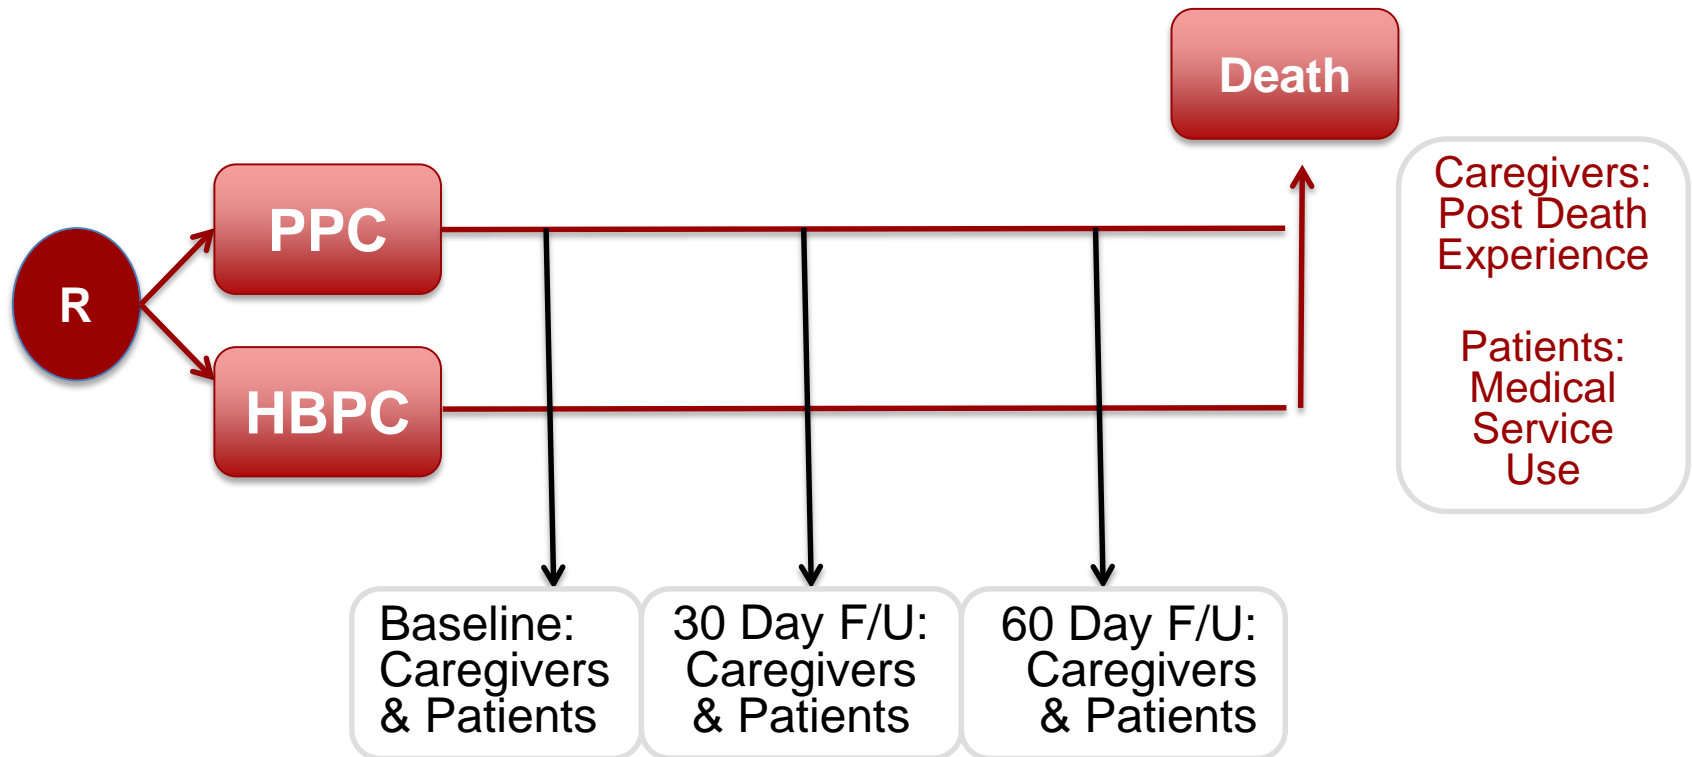 Death
PPC
R
HBPC
Caregivers:
Post Death
Experience
Patients:
Medical
Service
Use
Baseline:
Caregivers
& Patients
30 Day F/U:
Caregivers
& Patients
60 Day F/U:
Caregivers
& Patients